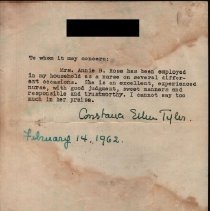 To whom it may concern:
Mrs. Annie B. Rose has been employed
in my household as a nurse on several differ-
ent occasions. She is an excellent, experienced
nurse, with good judgment, sweet manners and
responsible and trustworthy. I cannot say too
much in her praise.
Constance Tyler.
February 14, 1962.